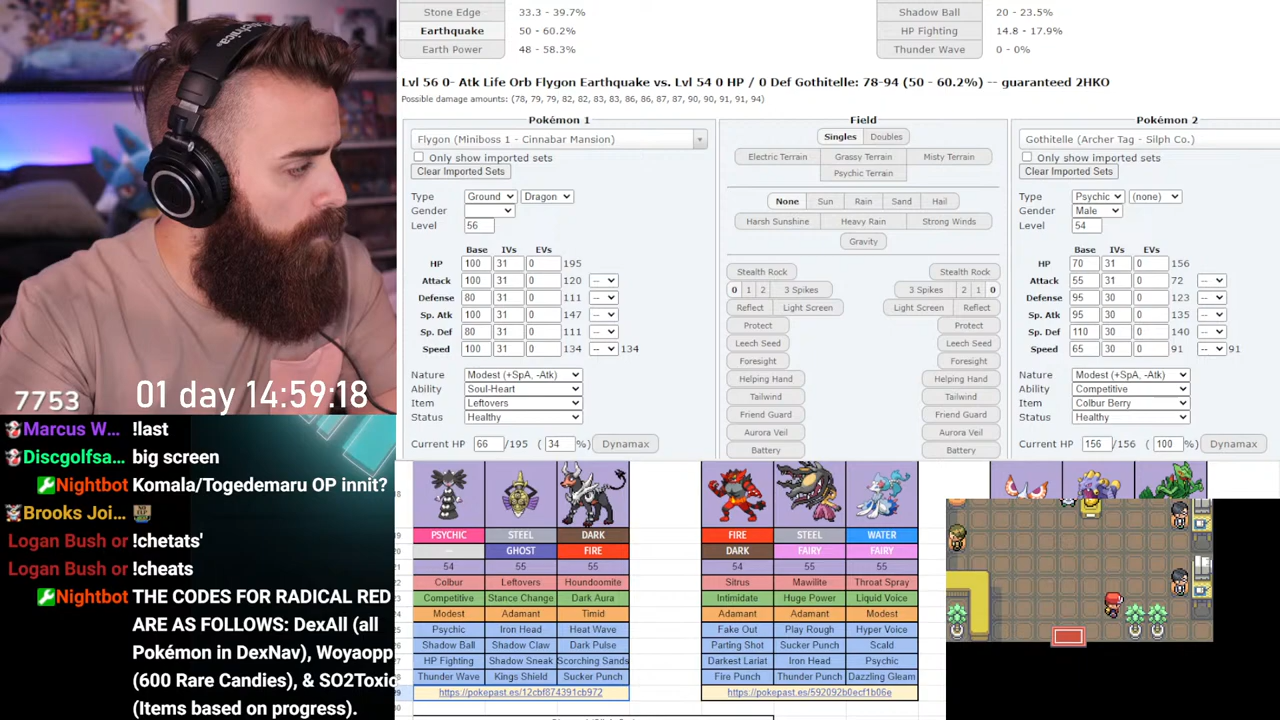 Stone Edge 33.3 - 39.7%
Earthquake 50 - 60.2%
Earth Power 48 - 58.3%
Shadow Ball 20 - 23.5%
HP Fighting 14.8 - 17.9%
Thunder Wave 0 - 0%
Lvl 56 0- Atk Life Orb Flygon Earthquake vs. Lvl 54 0 HP / 0 Def Gothitelle: 78-94 (50 - 60.2%) -- guaranteed 2HKO
Possible damage amounts: (78, 79, 79, 82, 82, 83, 83, 86, 86, 87, 87, 90, 90, 91, 91, 94)
Pokémon 1
Flygon (Miniboss 1 - Cinnabar Mansion)
Only show imported sets
Clear Imported Sets
Type Ground Dragon
Gender
Level 56
Base IVs EVs
HP 100 31 0 195
Attack 100 31 0 120 --
Defense 80 31 0 111 --
Sp. Atk 100 31 0 147 --
Sp. Def 80 31 0 111 --
Speed 100 31 0 134 -- 134
Nature Modest (+SpA, -Atk)
Ability Soul-Heart
Item Leftovers
Status Healthy
Current HP 66 /195 ( 34 %) Dynamax
Field
Singles Doubles
Electric Terrain Grassy Terrain Misty Terrain
Psychic Terrain
None Sun Rain Sand Hail
Harsh Sunshine Heavy Rain Strong Winds
Gravity
Stealth Rock Stealth Rock
0 1 2 3 Spikes 3 Spikes 2 1 0
Reflect Light Screen Light Screen Reflect
Protect Protect
Leech Seed Leech Seed
Foresight Foresight
Helping Hand Helping Hand
Tailwind Tailwind
Friend Guard Friend Guard
Aurora Veil Aurora Veil
Battery Battery
Pokémon 2
Gothitelle (Archer Tag - Silph Co.)
Only show imported sets
Clear Imported Sets
Type Psychic (none)
Gender Male
Level 54
Base IVs EVs
HP 70 31 0 156
Attack 55 31 0 72 --
Defense 95 30 0 123 --
Sp. Atk 95 30 0 135 --
Sp. Def 110 30 0 140 --
Speed 65 30 0 91 -- 91
Nature Modest (+SpA, -Atk)
Ability Competitive
Item Colbur Berry
Status Healthy
Current HP 156 /156 ( 100 %) Dynamax
7753 01 day 14:59:18
Marcus W... !last
Discgolfsa... big screen
Nightbot Komala/Togedemaru OP innit?
Brooks Joi...
Logan Bush or !chetats'
Logan Bush or !cheats
Nightbot THE CODES FOR RADICAL RED
ARE AS FOLLOWS: DexAll (all
Pokémon in DexNav), Woyaopp
(600 Rare Candies), & SO2Toxic
(Items based on progress).
18
19 PSYCHIC STEEL DARK FIRE STEEL WATER
20 — GHOST FIRE DARK FAIRY FAIRY
21 54 55 55 54 55 55
22 Colbur Leftovers Houndoomite Sitrus Mawilite Throat Spray
23 Competitive Stance Change Dark Aura Intimidate Huge Power Liquid Voice
24 Modest Adamant Timid Adamant Adamant Modest
25 Psychic Iron Head Heat Wave Fake Out Play Rough Hyper Voice
26 Shadow Ball Shadow Claw Dark Pulse Parting Shot Sucker Punch Scald
27 HP Fighting Shadow Sneak Scorching Sands Darkest Lariat Iron Head Psychic
28 Thunder Wave Kings Shield Sucker Punch Fire Punch Thunder Punch Dazzling Gleam
29 https://pokepast.es/12cbf874391cb972 https://pokepast.es/592092b0ecf1b06e